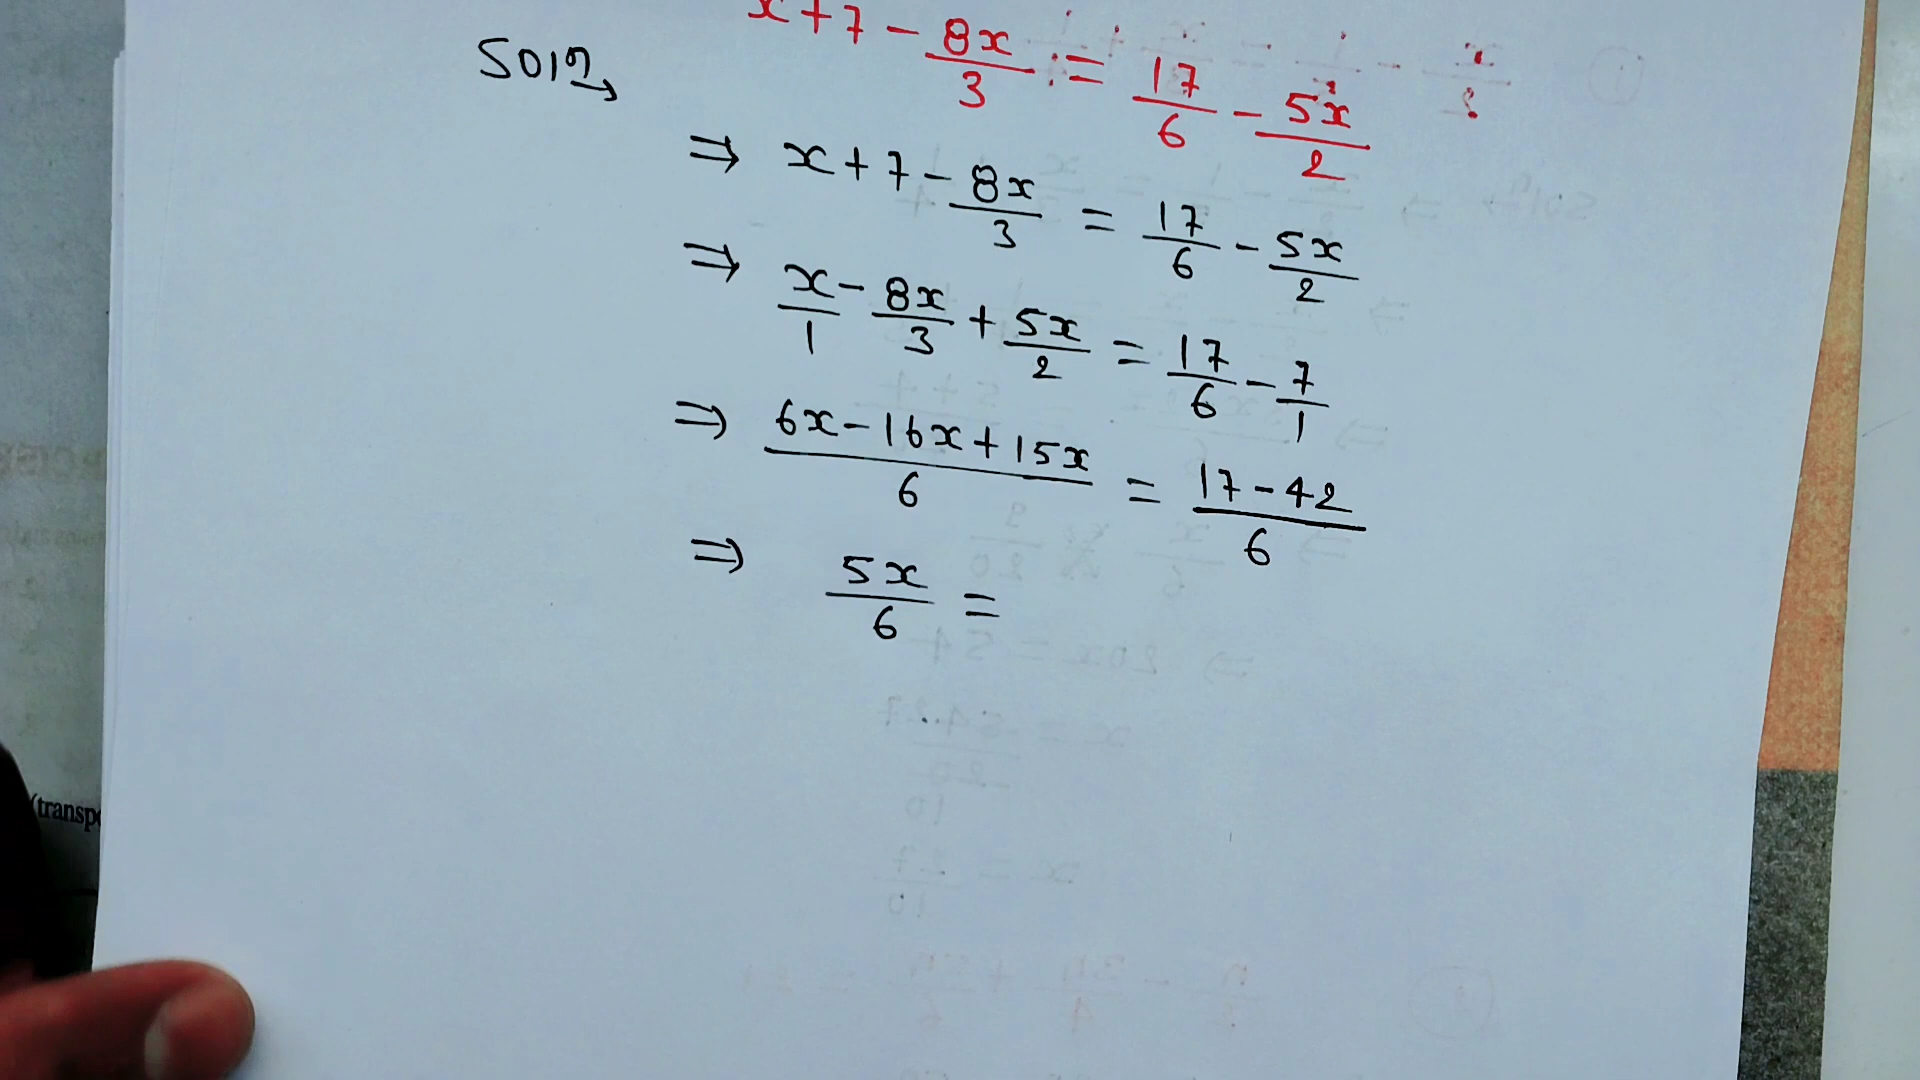 x + 7 - 8x/3 = 17/6 - 5x/2
Soln →
⇒ x + 7 - 8x/3 = 17/6 - 5x/2
⇒ x/1 - 8x/3 + 5x/2 = 17/6 - 7/1
⇒ (6x - 16x + 15x)/6 = (17 - 42)/6
⇒ 5x/6 =
(transp